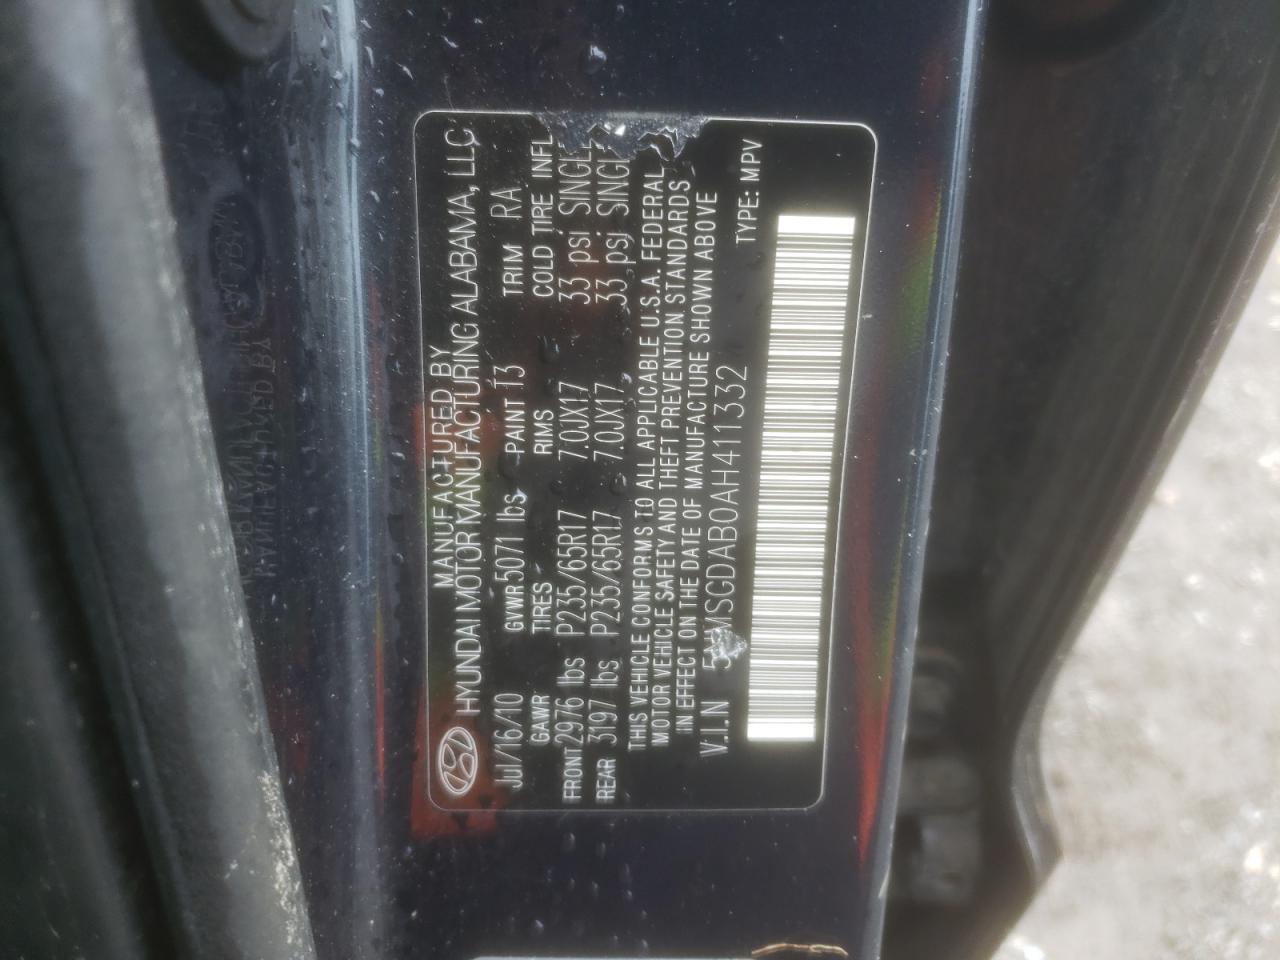 MANUFACTURED BY
HYUNDAI MOTOR MANUFACTURING ALABAMA, LLC
Jul/16/10 GVWR 5071 lbs PAINT T3 TRIM RA
GAWR TIRES RIMS COLD TIRE INFL
FRONT 2976 lbs P235/65R17 7.0JX17 33 psi SINGL
REAR 3197 lbs P235/65R17 7.0JX17 33 psi SINGL
THIS VEHICLE CONFORMS TO ALL APPLICABLE U.S.A. FEDERAL
MOTOR VEHICLE SAFETY AND THEFT PREVENTION STANDARDS
IN EFFECT ON THE DATE OF MANUFACTURE SHOWN ABOVE
V.I.N
TYPE: MPV